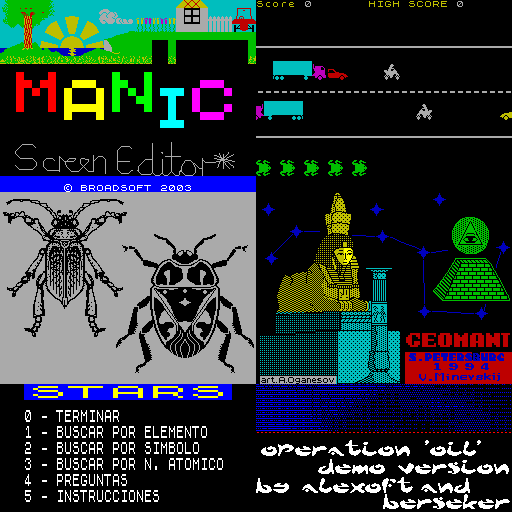 MANIC
Screen Editor*
© BROADSOFT 2003
Score 0 HIGH SCORE 0
art.A.Oganesov
GEOMANT
S.PETERSBURG
1994
V.Minevskij
STARS
0 - TERMINAR
1 - BUSCAR POR ELEMENTO
2 - BUSCAR POR SIMBOLO
3 - BUSCAR POR N. ATOMICO
4 - PREGUNTAS
5 - INSTRUCCIONES
operation 'oil'
demo version
by alexoft and
berseker